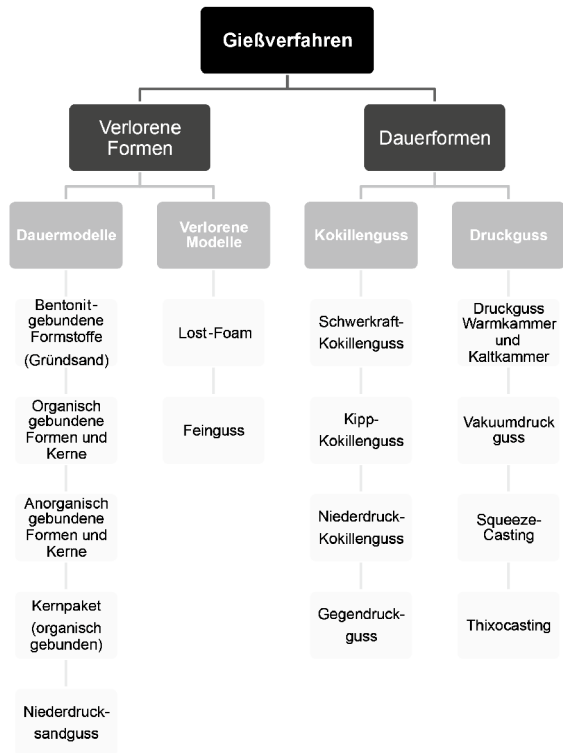 Gießverfahren
Verlorene
Formen
Dauerformen
Dauermodelle
Verlorene
Modelle
Kokillenguss
Druckguss
Bentonit-
gebundene
Formstoffe
(Gründsand)
Organisch
gebundene
Formen und
Kerne
Anorganisch
gebundene
Formen und
Kerne
Kernpaket
(organisch
gebunden)
Niederdruck-
sandguss
Lost-Foam
Feinguss
Schwerkraft-
Kokillenguss
Kipp-
Kokillenguss
Niederdruck-
Kokillenguss
Gegendruck-
guss
Druckguss
Warmkammer
und
Kaltkammer
Vakuumdruck
guss
Squeeze-
Casting
Thixocasting